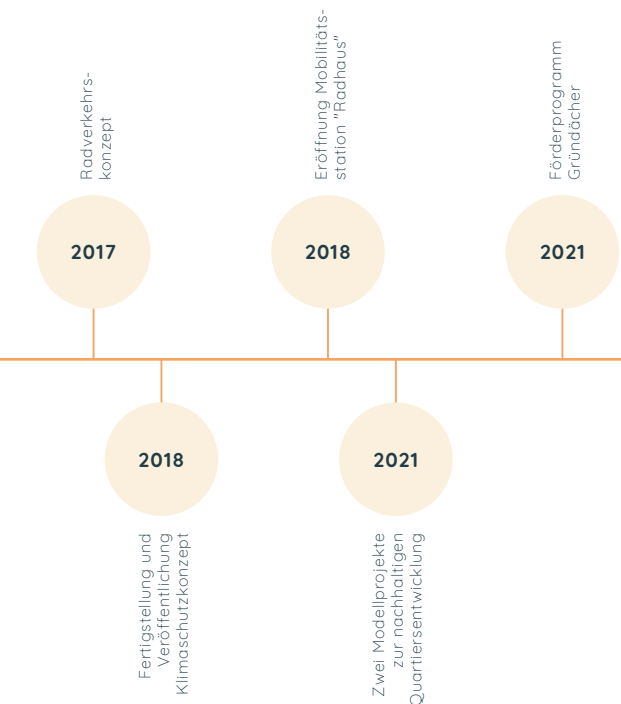 Radverkehrs-
konzept
2017
2018
Fertigstellung und
Veröffentlichung
Klimaschutzkonzept
Eröffnung Mobilitäts-
station "Radhaus"
2018
2021
Zwei Modellprojekte
zur nachhaltigen
Quartiersentwicklung
Förderprogramm
Gründächer
2021